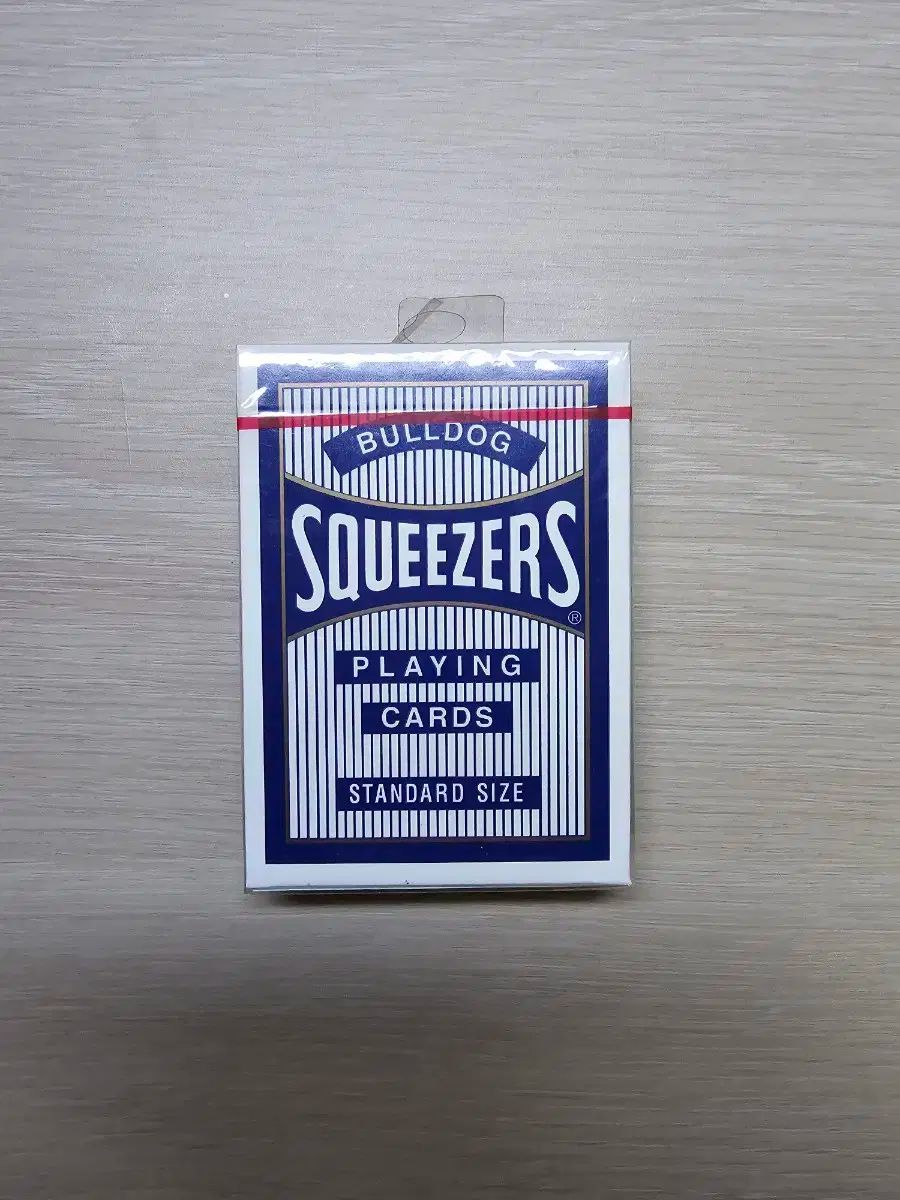 BULLDOG
SQUEEZERS®
PLAYING
CARDS
STANDARD SIZE